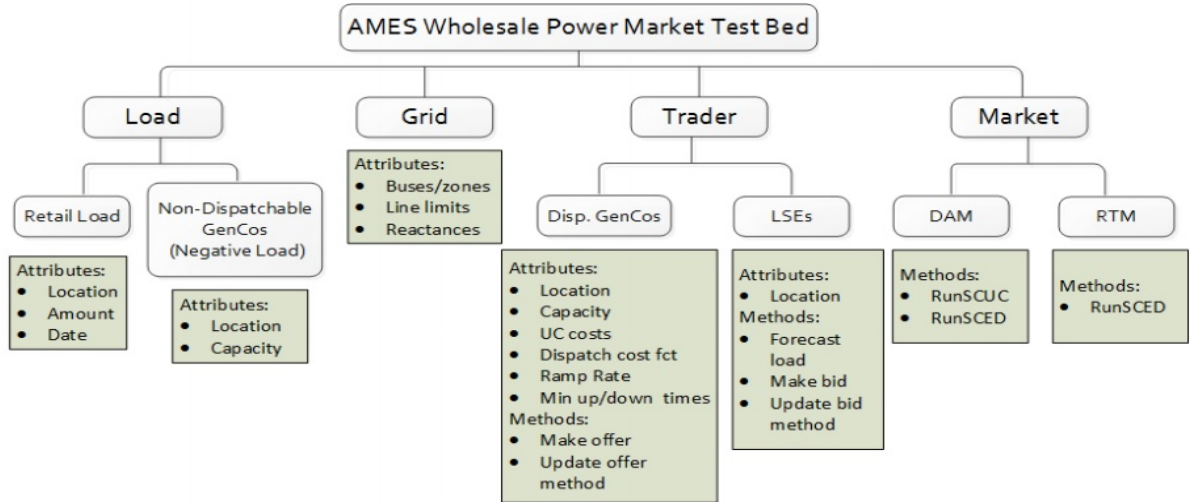 AMES Wholesale Power Market Test Bed
Load
Grid
Trader
Market
Retail Load
Non-Dispatchable
GenCos
(Negative Load)
Attributes:
• Buses/zones
• Line limits
• Reactances
Disp. GenCos
LSEs
DAM
RTM
Attributes:
• Location
• Amount
• Date
Attributes:
• Location
• Capacity
Attributes:
• Location
• Capacity
• UC costs
• Dispatch cost fct
• Ramp Rate
• Min up/down times
Methods:
• Make offer
• Update offer
method
Attributes:
• Location
Methods:
• Forecast
load
• Make bid
• Update bid
method
Methods:
• RunSCUC
• RunSCED
Methods:
• RunSCED